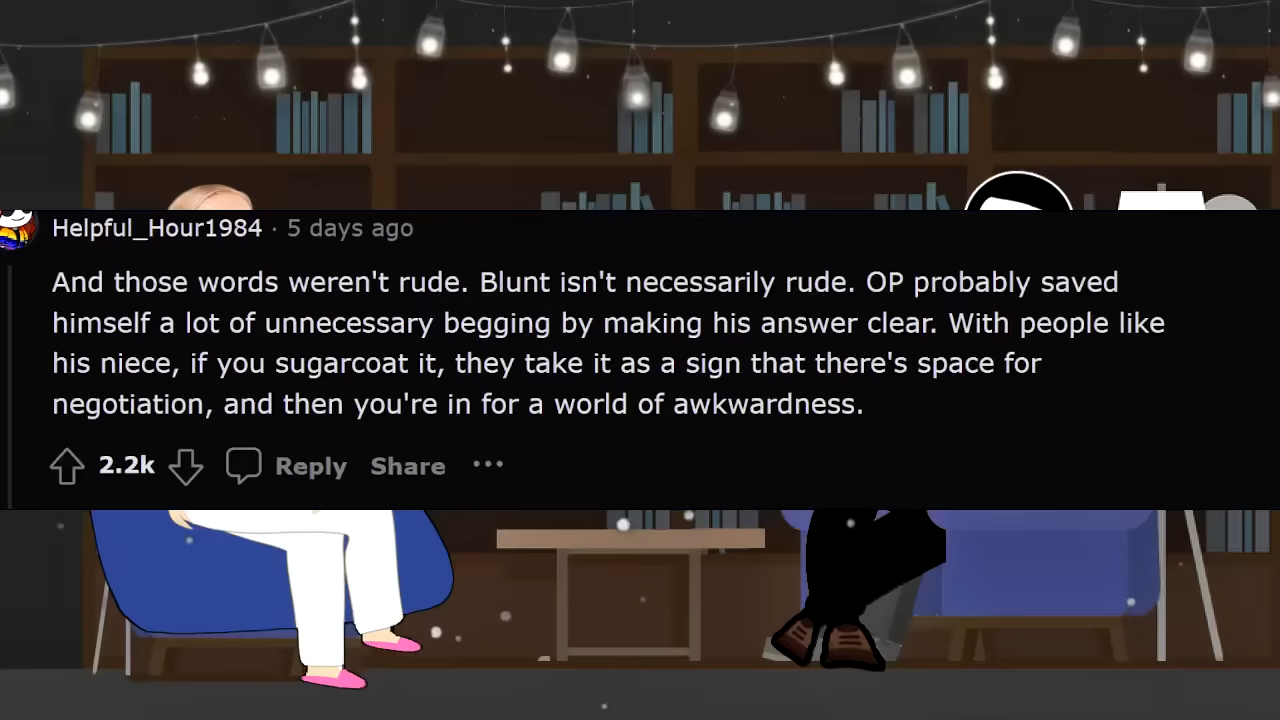 Helpful_Hour1984 · 5 days ago
And those words weren't rude. Blunt isn't necessarily rude. OP probably saved
himself a lot of unnecessary begging by making his answer clear. With people like
his niece, if you sugarcoat it, they take it as a sign that there's space for
negotiation, and then you're in for a world of awkwardness.
2.2k Reply Share ···